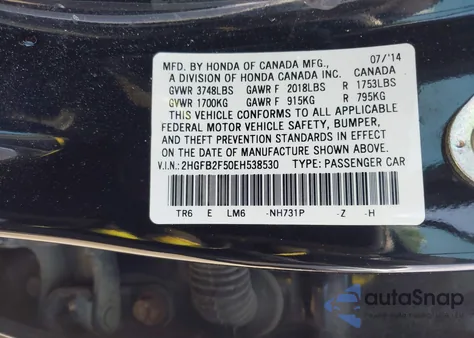 MFD. BY HONDA OF CANADA MFG., 07/'14
A DIVISION OF HONDA CANADA INC. CANADA
GVWR 3748LBS GAWR F 2018LBS R 1753LBS
GVWR 1700KG GAWR F 915KG R 795KG
THIS VEHICLE CONFORMS TO ALL APPLICABLE
FEDERAL MOTOR VEHICLE SAFETY, BUMPER,
AND THEFT PREVENTION STANDARDS IN EFFECT
ON THE DATE OF MANUFACTURE SHOWN ABOVE.
V.I.N.: 2HGFB2F50EH538530 TYPE: PASSENGER CAR
TR6 E LM6 -NH731P -Z -H
autoSnap